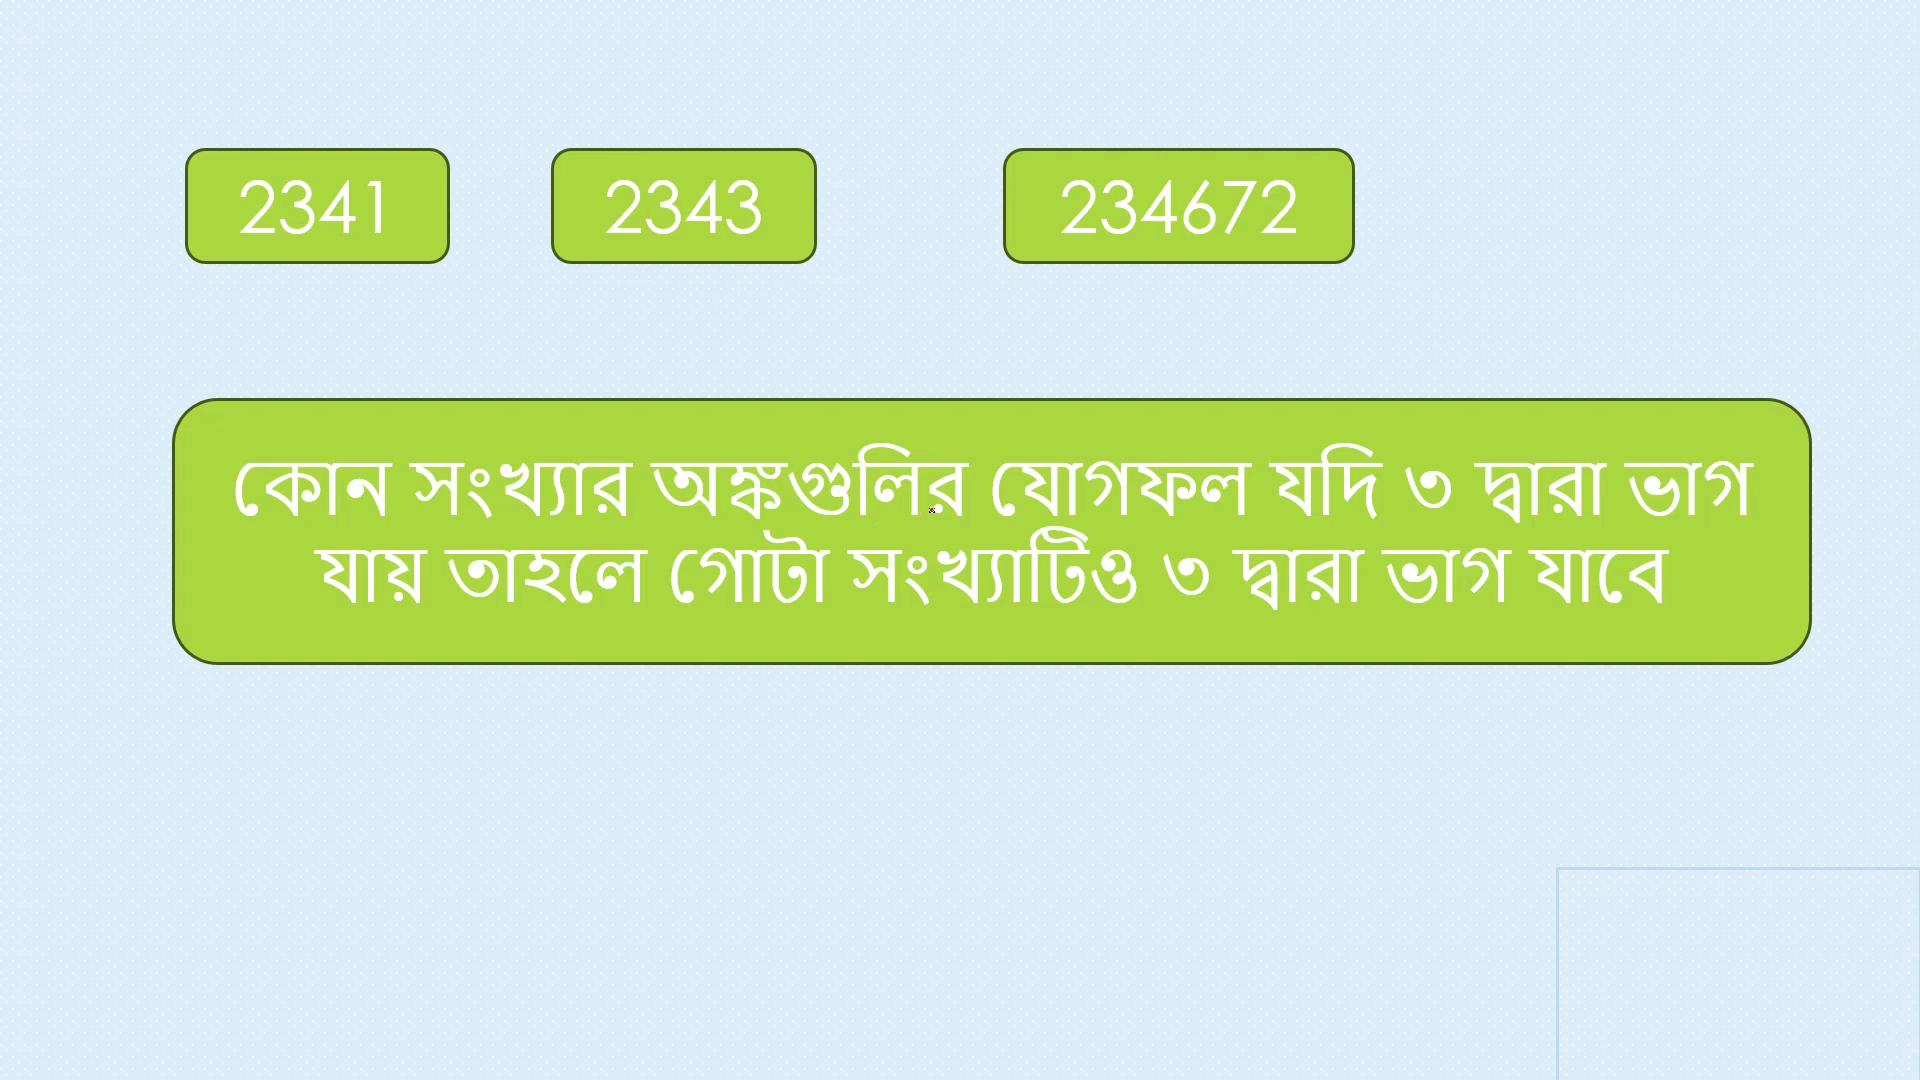 2341 2343 234672
কোন সংখ্যার অঙ্কগুলির যোগফল যদি ৩ দ্বারা ভাগ
যায় তাহলে গোটা সংখ্যাটিও ৩ দ্বারা ভাগ যাবে